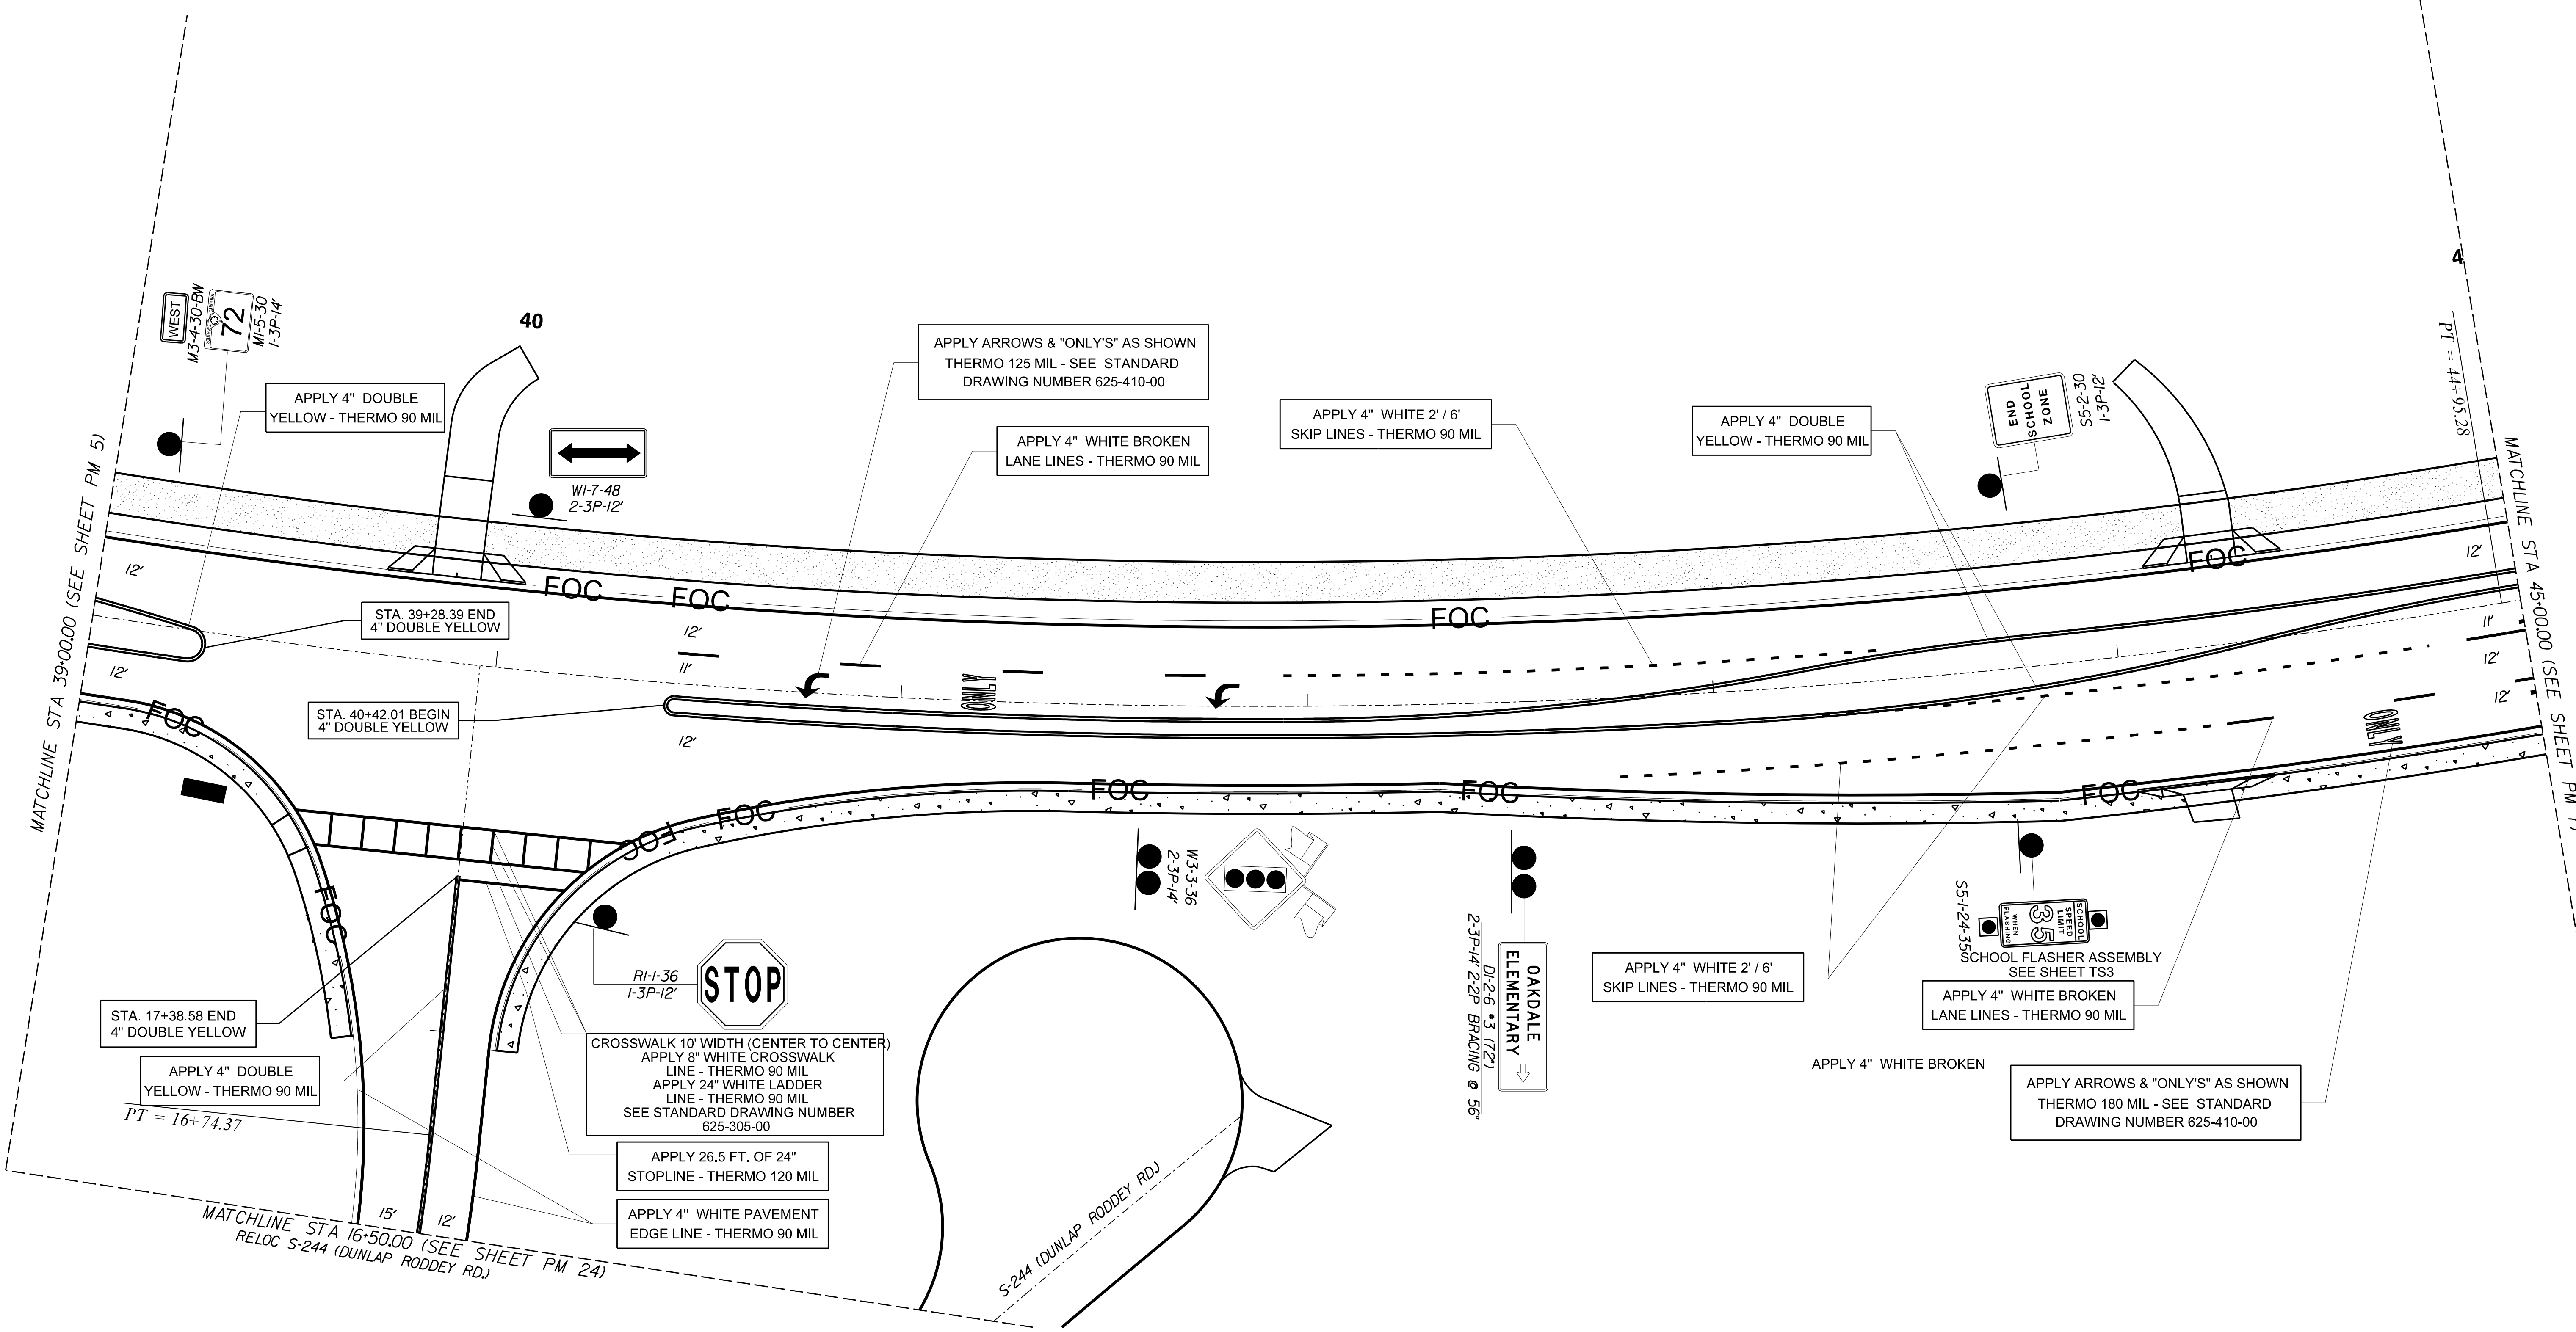 WEST
M3-4-30-BW
72
M1-5-30
1-3P-14'
40
4
PT = 44+95.28
APPLY 4" DOUBLE
YELLOW - THERMO 90 MIL
W1-7-48
2-3P-12'
APPLY ARROWS & "ONLY'S" AS SHOWN
THERMO 125 MIL - SEE STANDARD
DRAWING NUMBER 625-410-00
APPLY 4" WHITE BROKEN
LANE LINES - THERMO 90 MIL
APPLY 4" WHITE 2' / 6'
SKIP LINES - THERMO 90 MIL
APPLY 4" DOUBLE
YELLOW - THERMO 90 MIL
END
SCHOOL
ZONE
S5-2-30
1-3P-12'
MATCHLINE STA 39+00.00 (SEE SHEET PM 5)
MATCHLINE STA 45+00.00 (SEE SHEET PM 7)
12'
FOC
FOC
FOC
FOC
12'
STA. 39+28.39 END
4" DOUBLE YELLOW
12'
11'
11'
12'
12'
12'
ONLY
ONLY
STA. 40+42.01 BEGIN
4" DOUBLE YELLOW
12'
FOC
FOC
FOC
FOC
FOC
FOC
FOC
W3-3-36
2-3P-14'
OAKDALE
ELEMENTARY
D1-2-6 #3 (72")
2-3P-14' 2-2P BRACING @ 56"
S5-1-24-35
SCHOOL
SPEED
LIMIT
35
WHEN
FLASHING
SCHOOL FLASHER ASSEMBLY
SEE SHEET TS3
R1-1-36
1-3P-12'
STOP
STA. 17+38.58 END
4" DOUBLE YELLOW
APPLY 4" DOUBLE
YELLOW - THERMO 90 MIL
PT = 16+74.37
CROSSWALK 10' WIDTH (CENTER TO CENTER)
APPLY 8" WHITE CROSSWALK
LINE - THERMO 90 MIL
APPLY 24" WHITE LADDER
LINE - THERMO 90 MIL
SEE STANDARD DRAWING NUMBER
625-305-00
APPLY 26.5 FT. OF 24"
STOPLINE - THERMO 120 MIL
APPLY 4" WHITE PAVEMENT
EDGE LINE - THERMO 90 MIL
APPLY 4" WHITE 2' / 6'
SKIP LINES - THERMO 90 MIL
APPLY 4" WHITE BROKEN
LANE LINES - THERMO 90 MIL
APPLY 4" WHITE BROKEN
APPLY ARROWS & "ONLY'S" AS SHOWN
THERMO 180 MIL - SEE STANDARD
DRAWING NUMBER 625-410-00
15'
12'
MATCHLINE STA 16+50.00 (SEE SHEET PM 24)
RELOC S-244 (DUNLAP RODDEY RD.)
S-244 (DUNLAP RODDEY RD.)